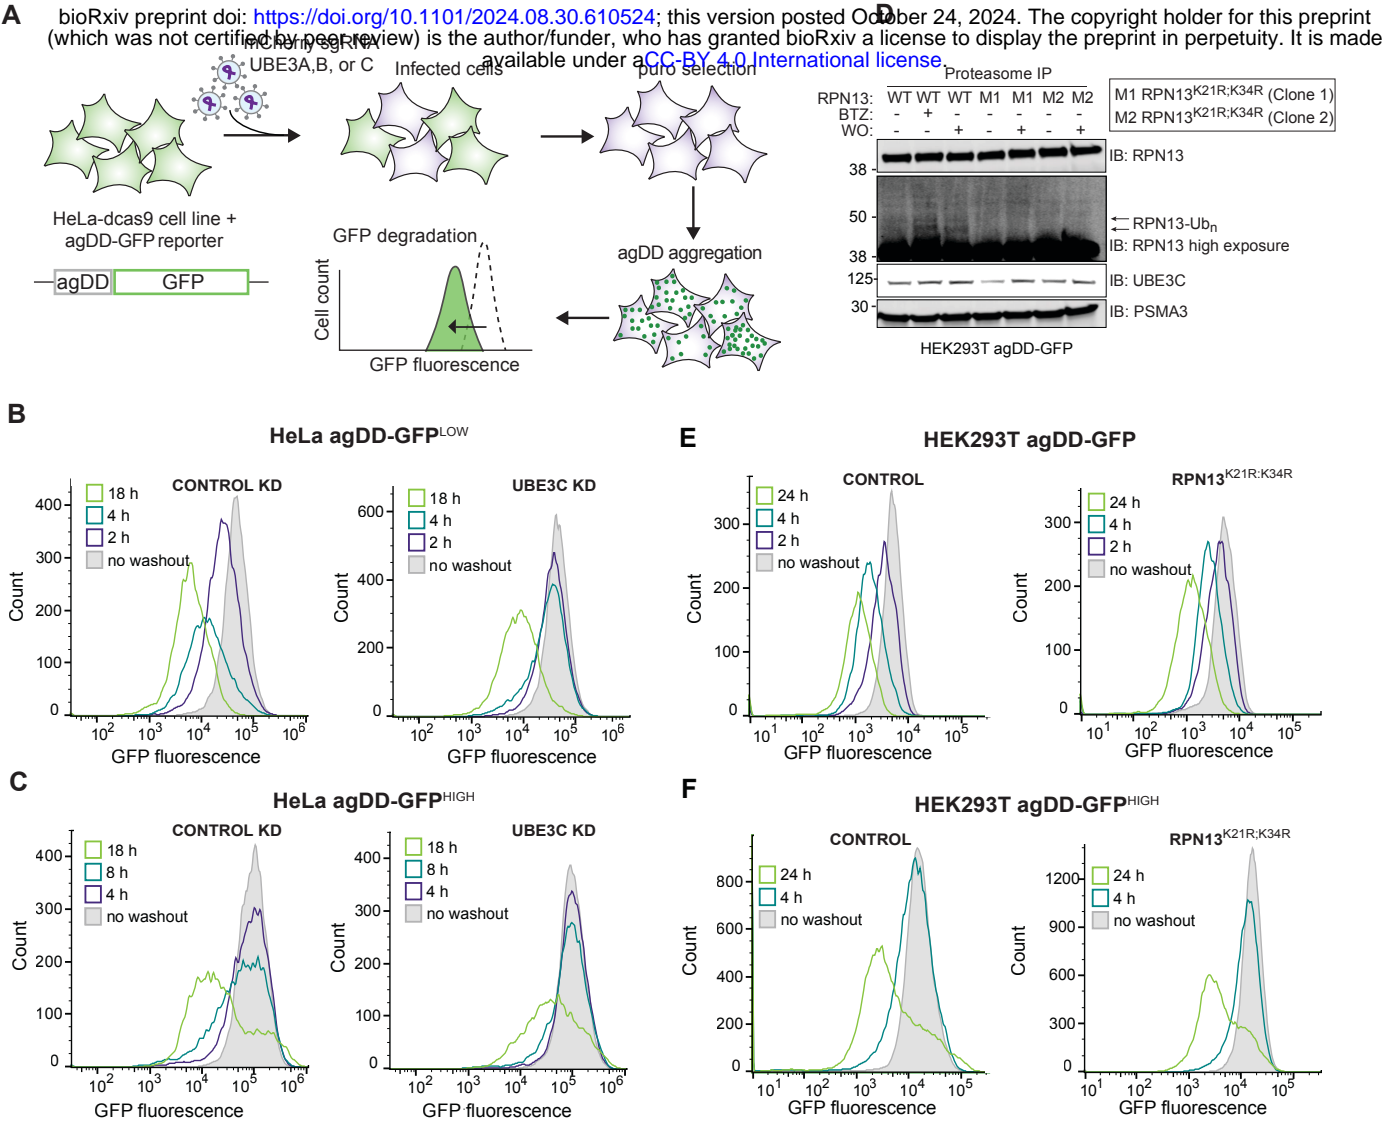 A
bioRxiv preprint doi: https://doi.org/10.1101/2024.08.30.610524; this version posted October 24, 2024. The copyright holder for this preprint
(which was not certified by peer review) is the author/funder, who has granted bioRxiv a license to display the preprint in perpetuity. It is made
available under aCC-BY 4.0 International license.
mCherry sgRNA
UBE3A,B, or C
Infected cells
puro selection
HeLa-dcas9 cell line +
agDD-GFP reporter
agDD GFP
GFP degradation
Cell count
GFP fluorescence
agDD aggregation
D
Proteasome IP
RPN13: WT WT WT M1 M1 M2 M2
BTZ: - + - - - - -
WO: - - + - + - +
M1 RPN13K21R;K34R (Clone 1)
M2 RPN13K21R;K34R (Clone 2)
38
IB: RPN13
50
38
RPN13-Ubn
IB: RPN13 high exposure
125
IB: UBE3C
30
IB: PSMA3
HEK293T agDD-GFP
B
HeLa agDD-GFPLOW
CONTROL KD
18 h
4 h
2 h
no washout
Count
400
300
200
100
0
10² 10³ 10⁴ 10⁵ 10⁶
GFP fluorescence
UBE3C KD
18 h
4 h
2 h
no washout
Count
600
400
200
0
10² 10³ 10⁴ 10⁵ 10⁶
GFP fluorescence
E
HEK293T agDD-GFP
CONTROL
24 h
4 h
2 h
no washout
Count
300
200
100
0
10¹ 10² 10³ 10⁴ 10⁵
GFP fluorescence
RPN13K21R:K34R
24 h
4 h
2 h
no washout
Count
300
200
100
0
10¹ 10² 10³ 10⁴ 10⁵
GFP fluorescence
C
HeLa agDD-GFPHIGH
CONTROL KD
18 h
8 h
4 h
no washout
Count
400
300
200
100
0
10² 10³ 10⁴ 10⁵ 10⁶
GFP fluorescence
UBE3C KD
18 h
8 h
4 h
no washout
Count
400
300
200
100
0
10² 10³ 10⁴ 10⁵ 10⁶
GFP fluorescence
F
HEK293T agDD-GFPHIGH
CONTROL
24 h
4 h
no washout
Count
800
600
400
200
0
10¹ 10² 10³ 10⁴ 10⁵
GFP fluorescence
RPN13K21R;K34R
24 h
4 h
no washout
Count
1200
900
600
300
0
10¹ 10² 10³ 10⁴ 10⁵
GFP fluorescence